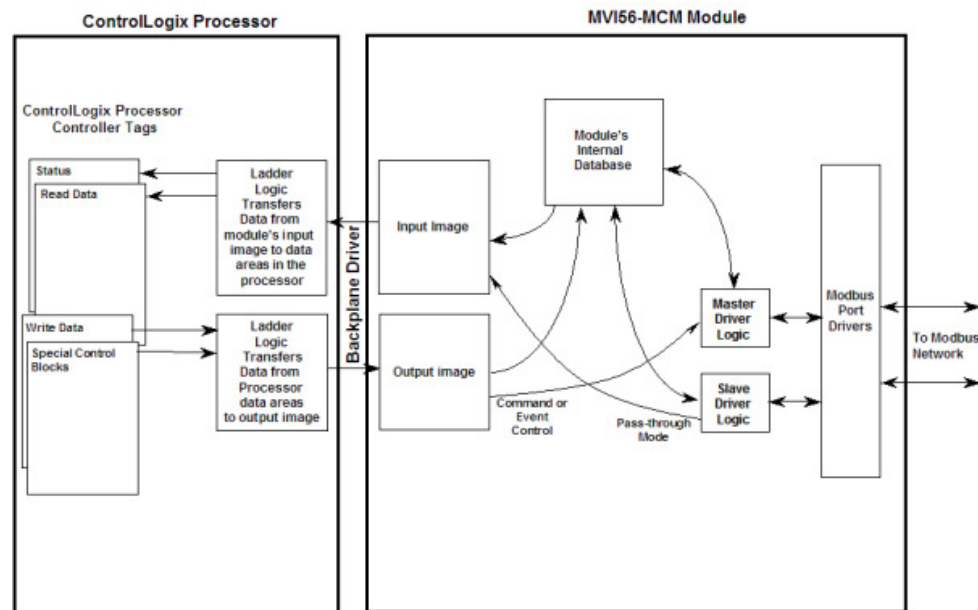 ControlLogix Processor
MVI56-MCM Module
ControlLogix Processor
Controller Tags
Status
Read Data
Write Data
Special Control
Blocks
Ladder
Logic
Transfers
Data from
module's input
image to data
areas in the
processor
Ladder
Logic
Transfers
Data from
Processor
data areas
to output image
Backplane Driver
Input Image
Output image
Module's
Internal
Database
Command or
Event
Control
Pass-through
Mode
Master
Driver
Logic
Slave
Driver
Logic
Modbus
Port
Drivers
To Modbus
Network